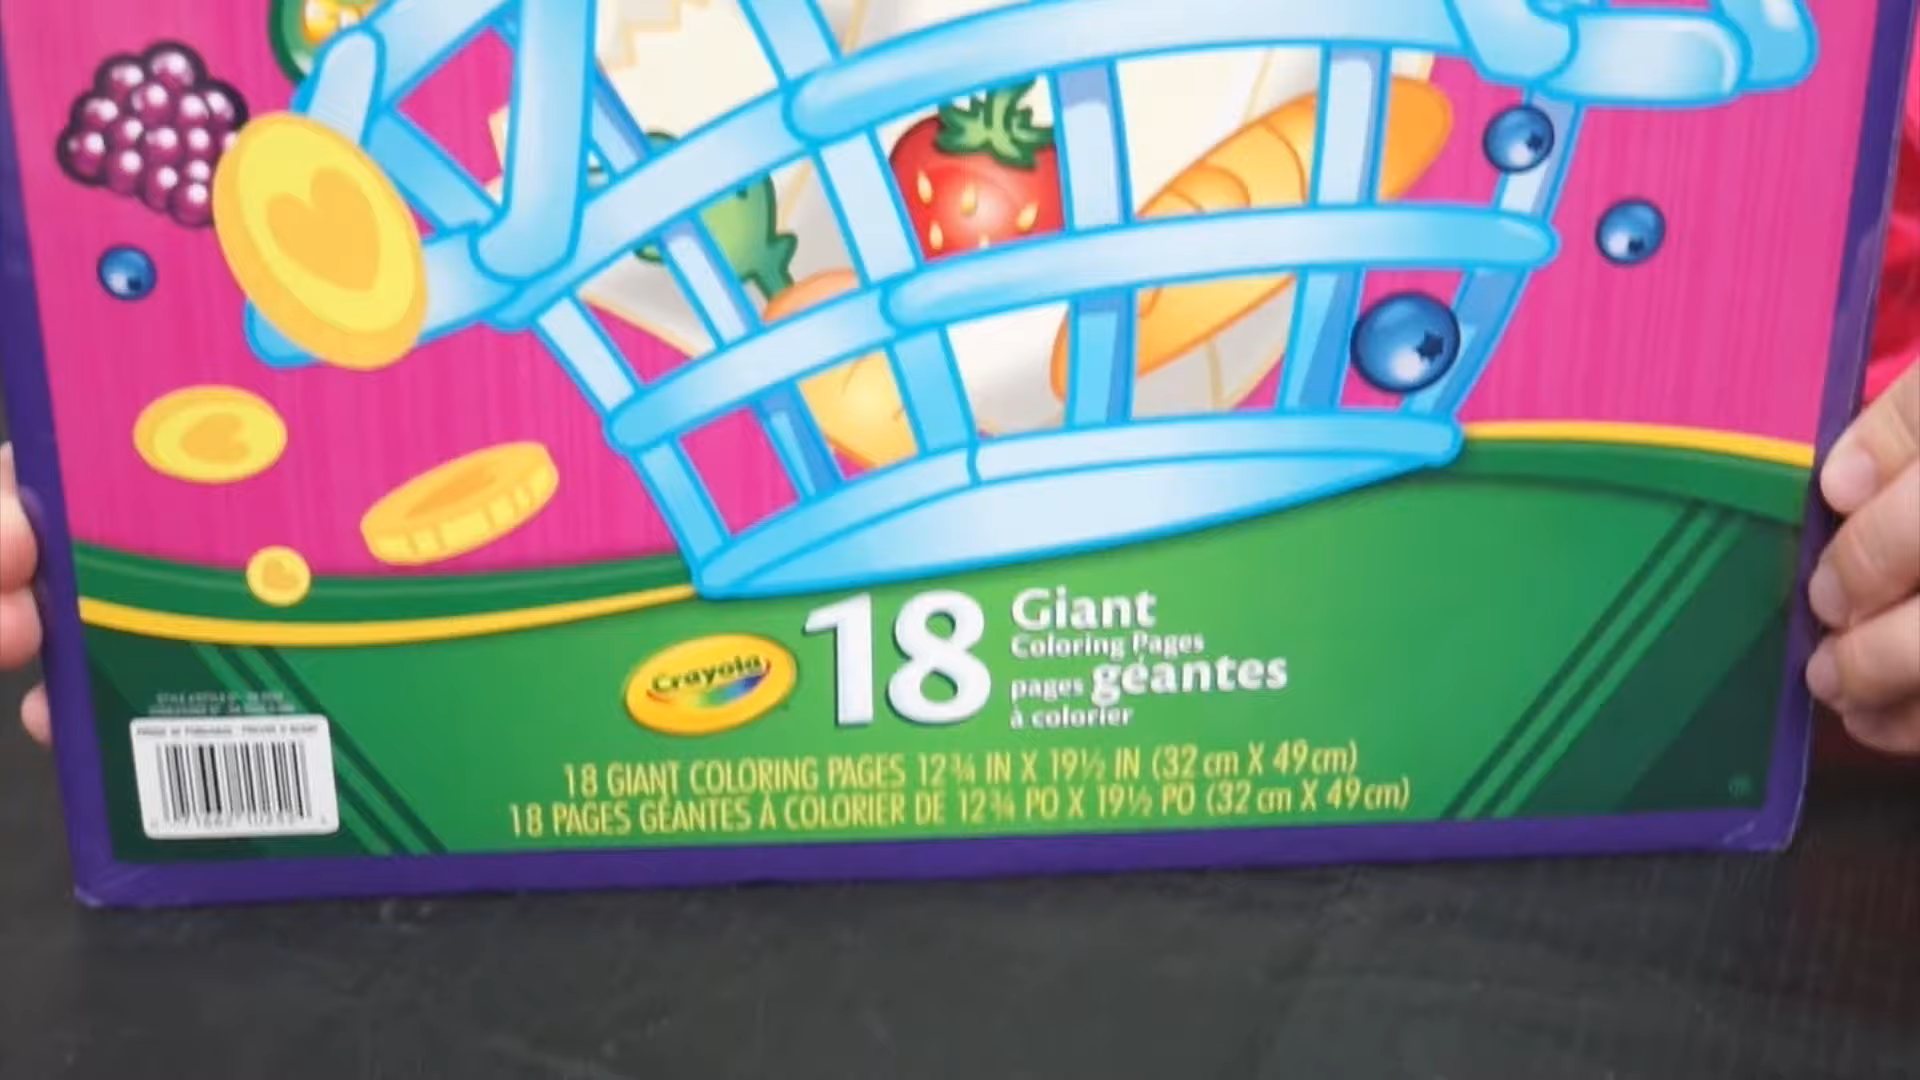 Crayola
18 Giant
Coloring Pages
pages géantes
à colorier
18 GIANT COLORING PAGES 12¾ IN X 19½ IN (32 cm X 49 cm)
18 PAGES GÉANTES À COLORIER DE 12¾ PO X 19½ PO (32 cm X 49 cm)